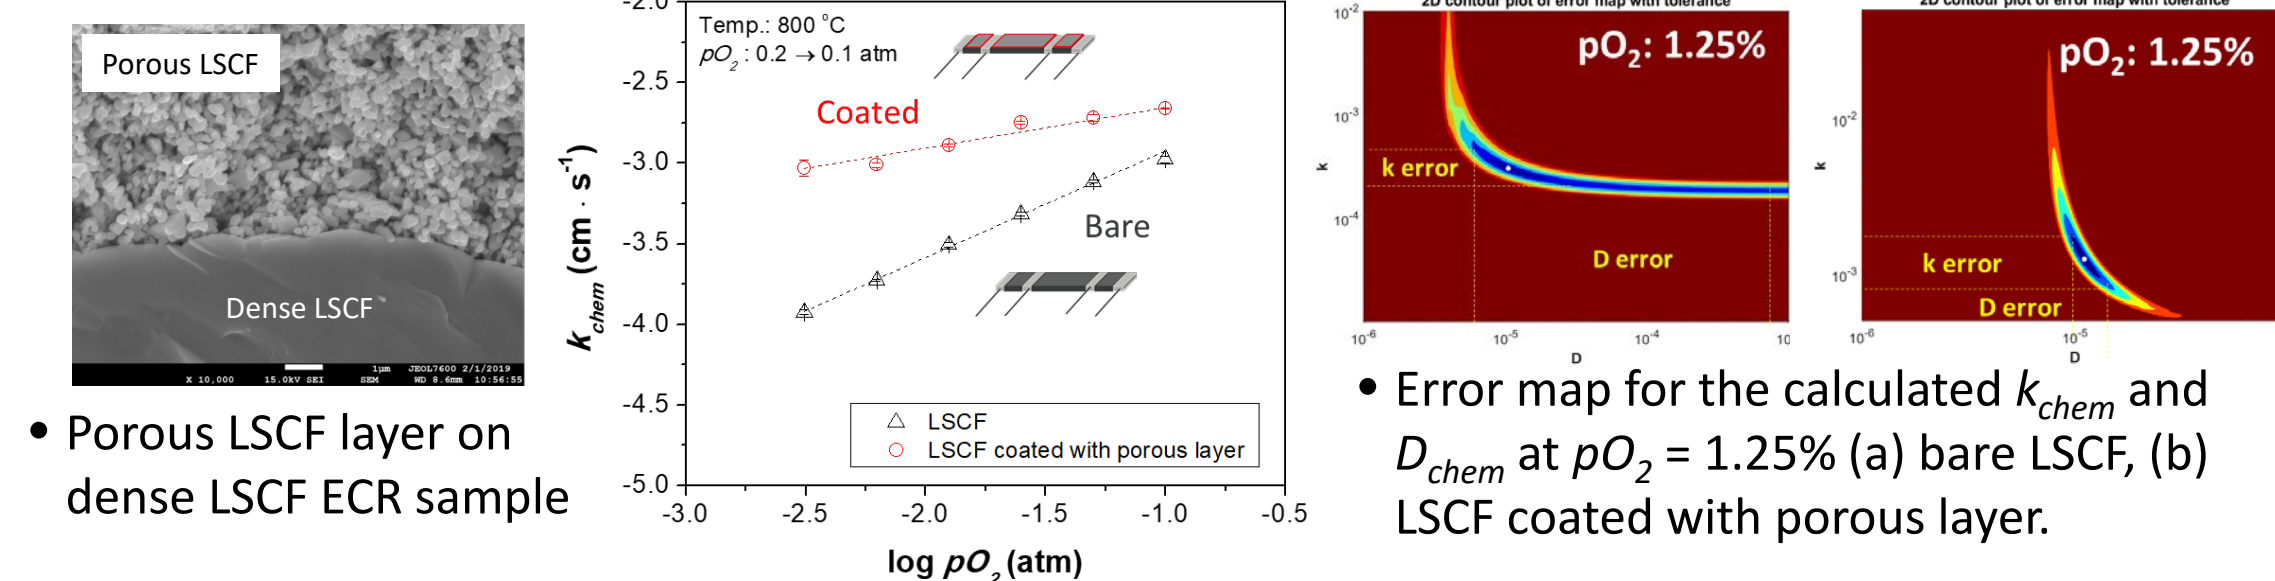 Porous LSCF
Dense LSCF
1μm JEOL7600 2/1/2019
X 10,000 15.0kV SEI SEM WD 8.6mm 10:56:55
• Porous LSCF layer on
dense LSCF ECR sample
-2.0
-2.5
-3.0
-3.5
-4.0
-4.5
-5.0
k_chem (cm · s⁻¹)
Temp.: 800 °C
pO₂ : 0.2 → 0.1 atm
Coated
Bare
LSCF
LSCF coated with porous layer
-3.0 -2.5 -2.0 -1.5 -1.0 -0.5
log pO₂ (atm)
2D contour plot of error map with tolerance
pO₂: 1.25%
10⁻²
10⁻³
10⁻⁴
k
k error
D error
10⁻⁶ 10⁻⁵ 10⁻⁴ 10
D
2D contour plot of error map with tolerance
pO₂: 1.25%
10⁻²
10⁻³
k
k error
D error
10⁻⁶ 10⁻⁵
D
• Error map for the calculated k_chem and
D_chem at pO₂ = 1.25% (a) bare LSCF, (b)
LSCF coated with porous layer.